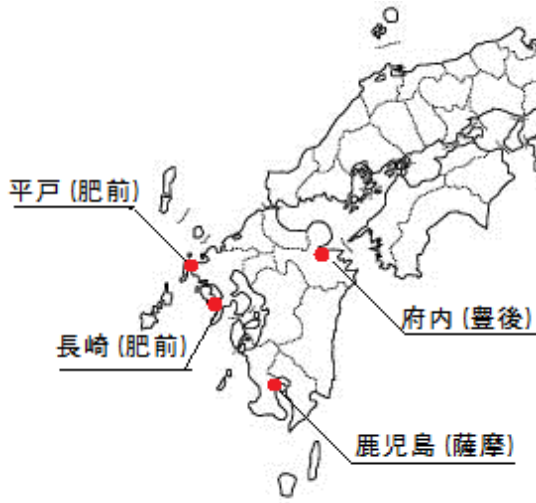 平戸 (肥前)
府内 (豊後)
長崎 (肥前)
鹿児島 (薩摩)